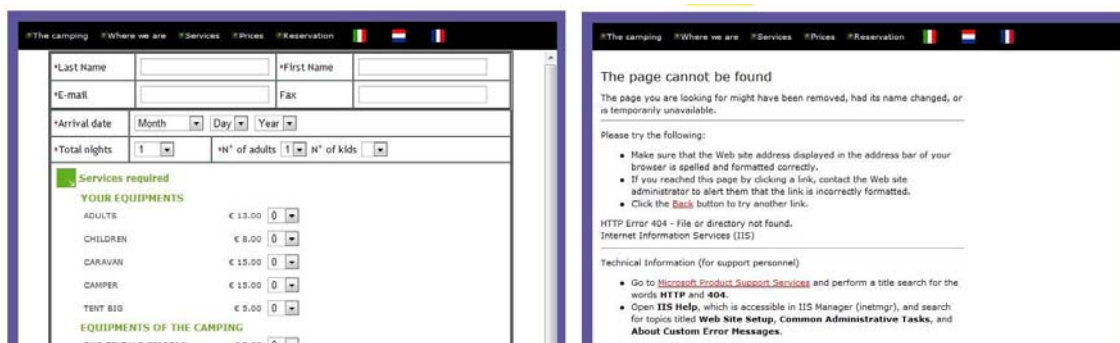 The camping Where we are Services Prices Reservation
*Last Name *First Name
*E-mail Fax
*Arrival date Month Day Year
*Total nights 1 *N° of adults 1 N° of kids
Services required
YOUR EQUIPMENTS
ADULTS € 13.00 0
CHILDREN € 8.00 0
CARAVAN € 15.00 0
CAMPER € 15.00 0
TENT BIG € 5.00 0
EQUIPMENTS OF THE CAMPING
The camping Where we are Services Prices Reservation
The page cannot be found
The page you are looking for might have been removed, had its name changed, or
is temporarily unavailable.
Please try the following:
Make sure that the Web site address displayed in the address bar of your
browser is spelled and formatted correctly.
If you reached this page by clicking a link, contact the Web site
administrator to alert them that the link is incorrectly formatted.
Click the Back button to try another link.
HTTP Error 404 - File or directory not found.
Internet Information Services (IIS)
Technical Information (for support personnel)
Go to Microsoft Product Support Services and perform a title search for the
words HTTP and 404.
Open IIS Help, which is accessible in IIS Manager (inetmgr), and search
for topics titled Web Site Setup, Common Administrative Tasks, and
About Custom Error Messages.